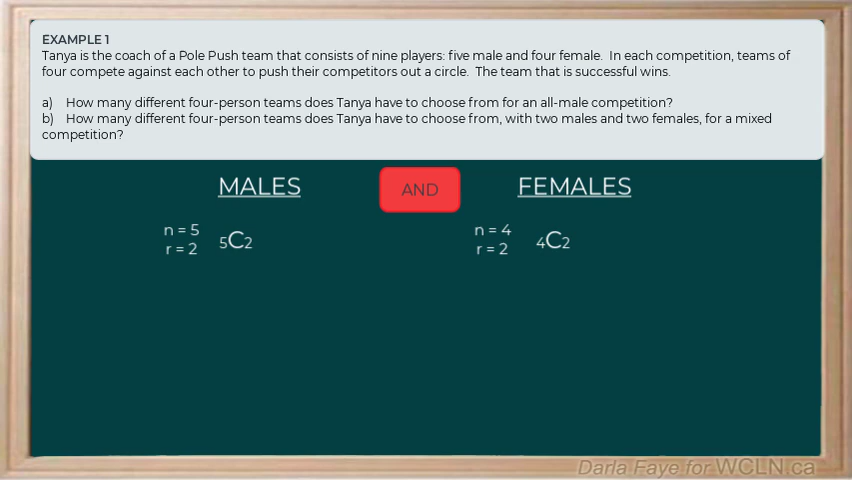 EXAMPLE 1
Tanya is the coach of a Pole Push team that consists of nine players: five male and four female. In each competition, teams of
four compete against each other to push their competitors out a circle. The team that is successful wins.
a) How many different four-person teams does Tanya have to choose from for an all-male competition?
b) How many different four-person teams does Tanya have to choose from, with two males and two females, for a mixed
competition?
MALES AND FEMALES
n = 5 n = 4
5C2 4C2
r = 2 r = 2
Darla Faye for WCLN.ca